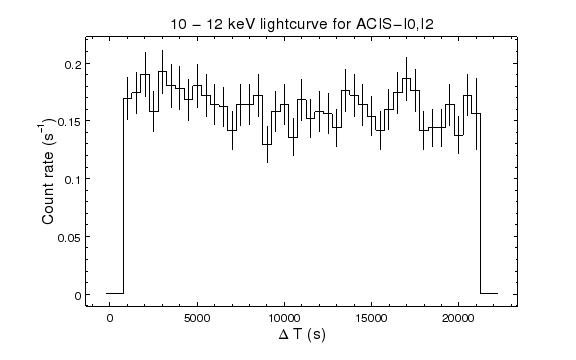 10 − 12 keV lightcurve for ACIS−I0,I2
Count rate (s⁻¹)
0.2
0.15
0.1
0.05
0
0 5000 10000 15000 20000
Δ T (s)